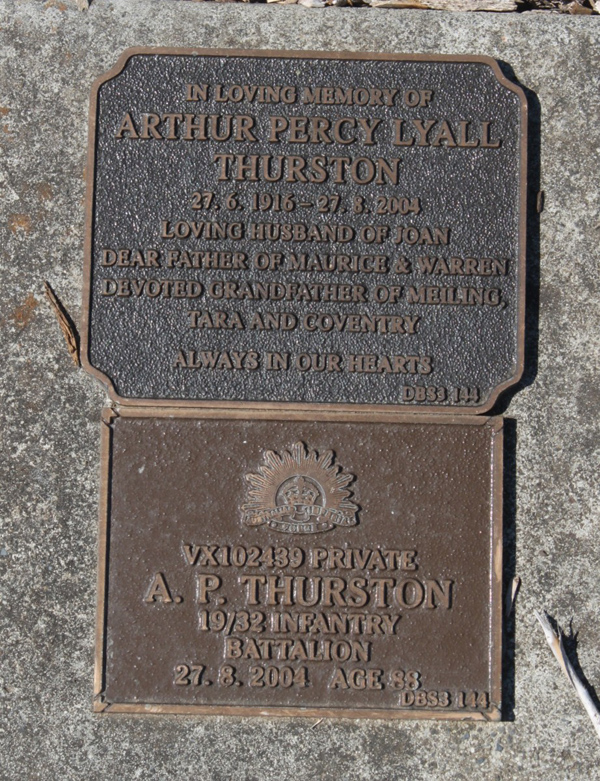 IN LOVING MEMORY OF
ARTHUR PERCY LYALL
THURSTON
27. 6. 1916 – 27. 8. 2004
LOVING HUSBAND OF JOAN
DEAR FATHER OF MAURICE & WARREN
DEVOTED GRANDFATHER OF MEILING,
TARA AND COVENTRY
ALWAYS IN OUR HEARTS
DBS3 144
VX102439 PRIVATE
A. P. THURSTON
19/32 INFANTRY
BATTALION
27. 8. 2004 AGE 88
DBS3 144